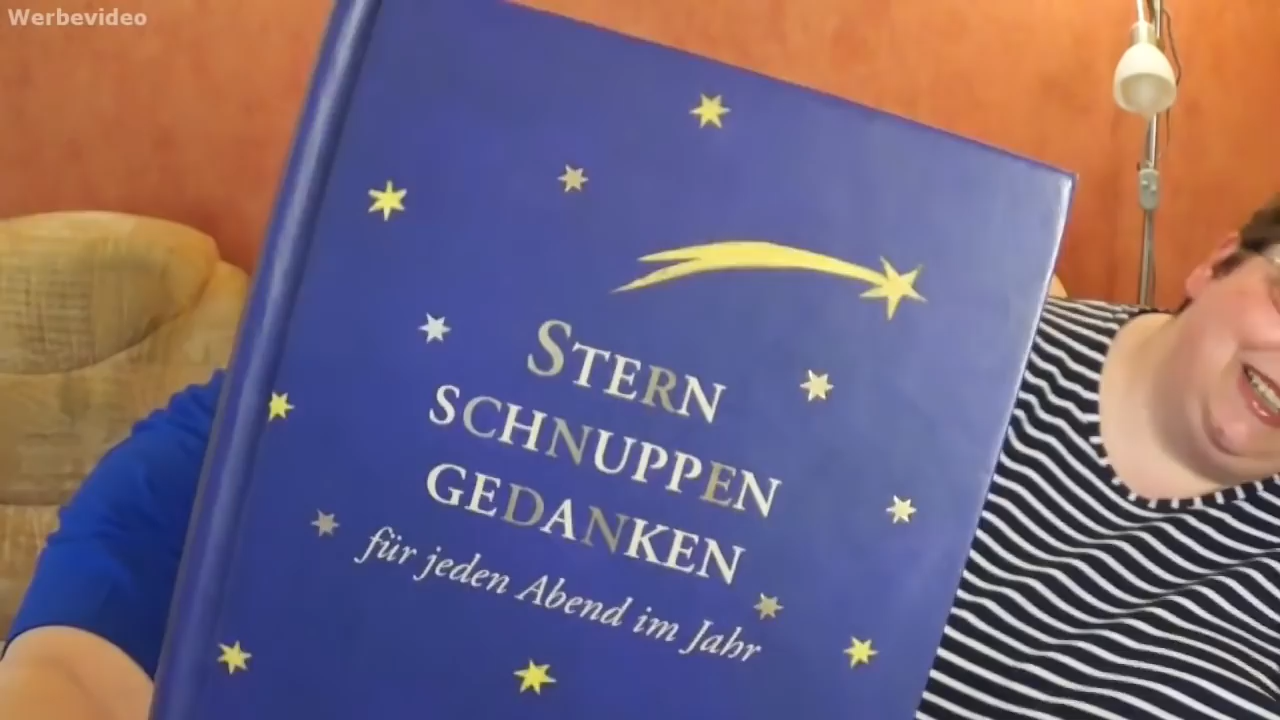 Werbevideo
STERN
SCHNUPPEN
GEDANKEN
für jeden Abend im Jahr